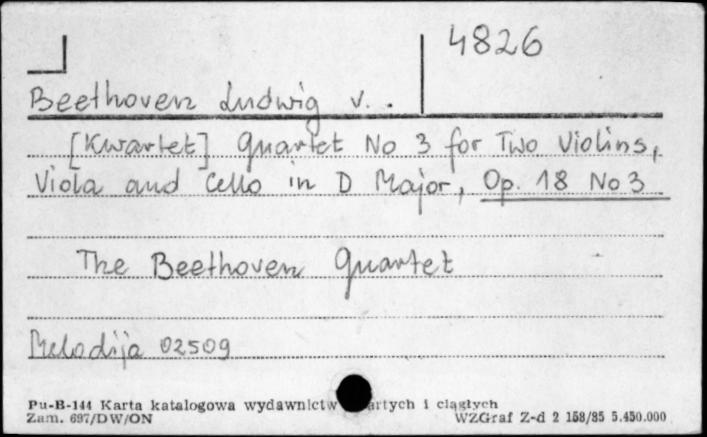 4826
Beethoven Ludwig v. .
[Kwartet] Quartet No 3 for Two Violins,
Viola and Cello in D Major, Op. 18 No 3
The Beethoven Quartet
Melodija 02509
Pu-B-144 Karta katalogowa wydawnictw artych i ciągłych
Zam. 697/DW/ON WZGraf Z-d 2 158/85 5.450.000